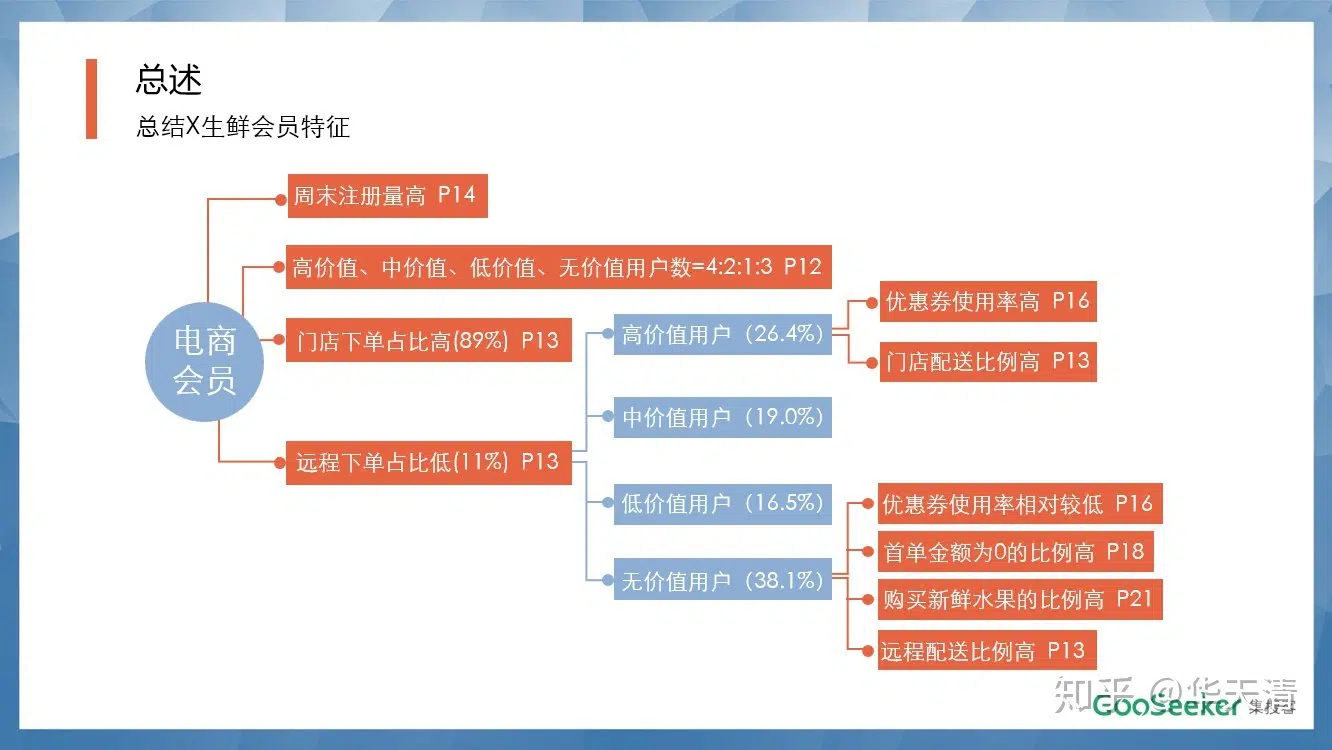 总述
总结X生鲜会员特征
周末注册量高 P14
高价值、中价值、低价值、无价值用户数=4:2:1:3 P12
电商
会员
门店下单占比高(89%) P13
远程下单占比低(11%) P13
高价值用户（26.4%）
中价值用户（19.0%）
低价值用户（16.5%）
无价值用户（38.1%）
优惠券使用率高 P16
门店配送比例高 P13
优惠券使用率相对较低 P16
首单金额为0的比例高 P18
购买新鲜水果的比例高 P21
远程配送比例高 P13
知乎 @华天清
GooSeeker 集搜客